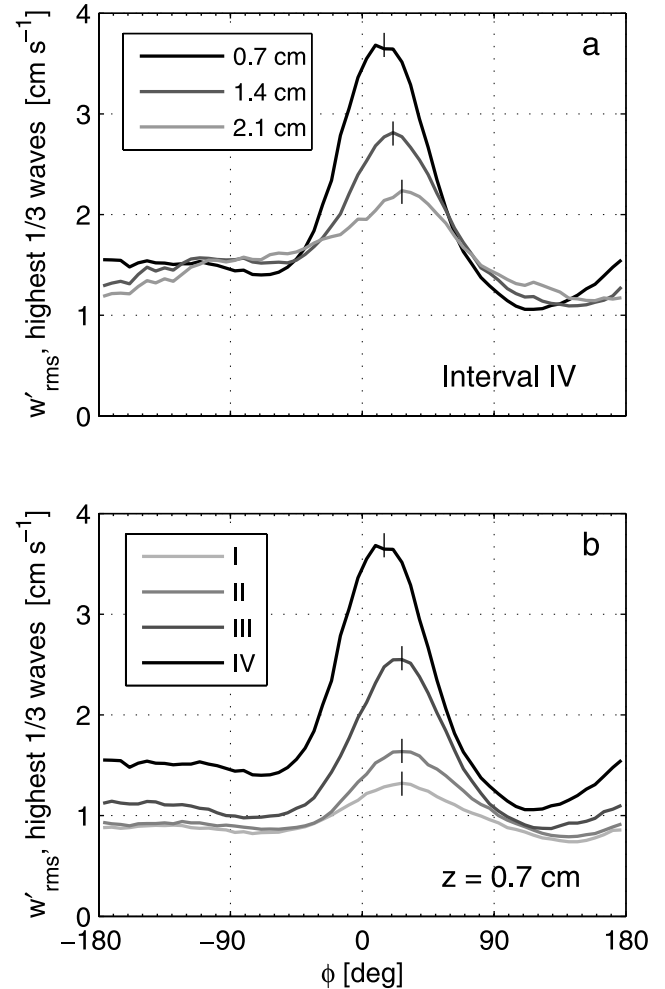 w′rms, highest 1/3 waves [cm s⁻¹]
4
3
2
1
0
a
0.7 cm
1.4 cm
2.1 cm
Interval IV
w′rms, highest 1/3 waves [cm s⁻¹]
4
3
2
1
0
b
I
II
III
IV
z = 0.7 cm
−180 −90 0 90 180
ϕ [deg]